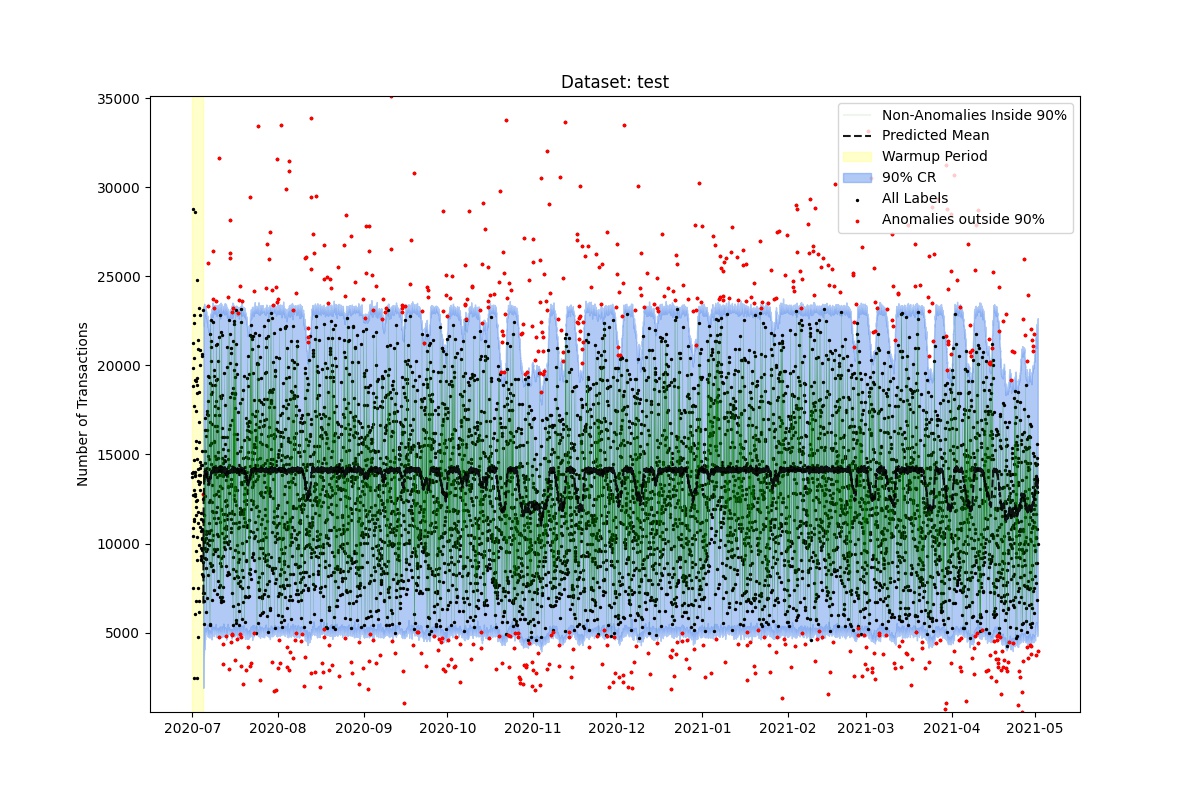 Dataset: test
35000
30000
25000
20000
15000
10000
5000
Number of Transactions
Non-Anomalies Inside 90%
Predicted Mean
Warmup Period
90% CR
All Labels
Anomalies outside 90%
2020-07
2020-08
2020-09
2020-10
2020-11
2020-12
2021-01
2021-02
2021-03
2021-04
2021-05